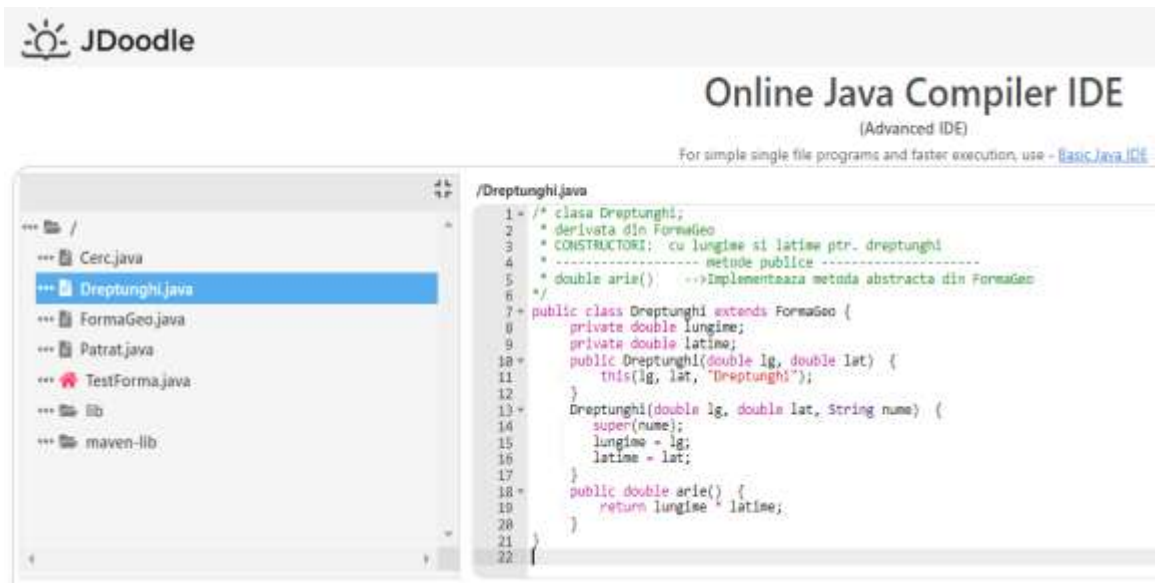 JDoodle
Online Java Compiler IDE
(Advanced IDE)
For simple single file programs and faster execution, use - Basic Java IDE
/
Cerc.java
Dreptunghi.java
FormaGeo.java
Patrat.java
TestForma.java
lib
maven-lib
/Dreptunghi.java
1 /* clasa Dreptunghi;
2 * derivata din FormaGeo
3 * CONSTRUCTORI: cu lungime si latime ptr. dreptunghi
4 * ------------------- metode publice ---------------------
5 * double arie() -->Implementeaza metoda abstracta din FormaGeo
6 */
7 public class Dreptunghi extends FormaGeo {
8 private double lungime;
9 private double latime;
10 public Dreptunghi(double lg, double lat) {
11 this(lg, lat, "Dreptunghi");
12 }
13 Dreptunghi(double lg, double lat, String nume) {
14 super(nume);
15 lungime = lg;
16 latime = lat;
17 }
18 public double arie() {
19 return lungime * latime;
20 }
21 }
22